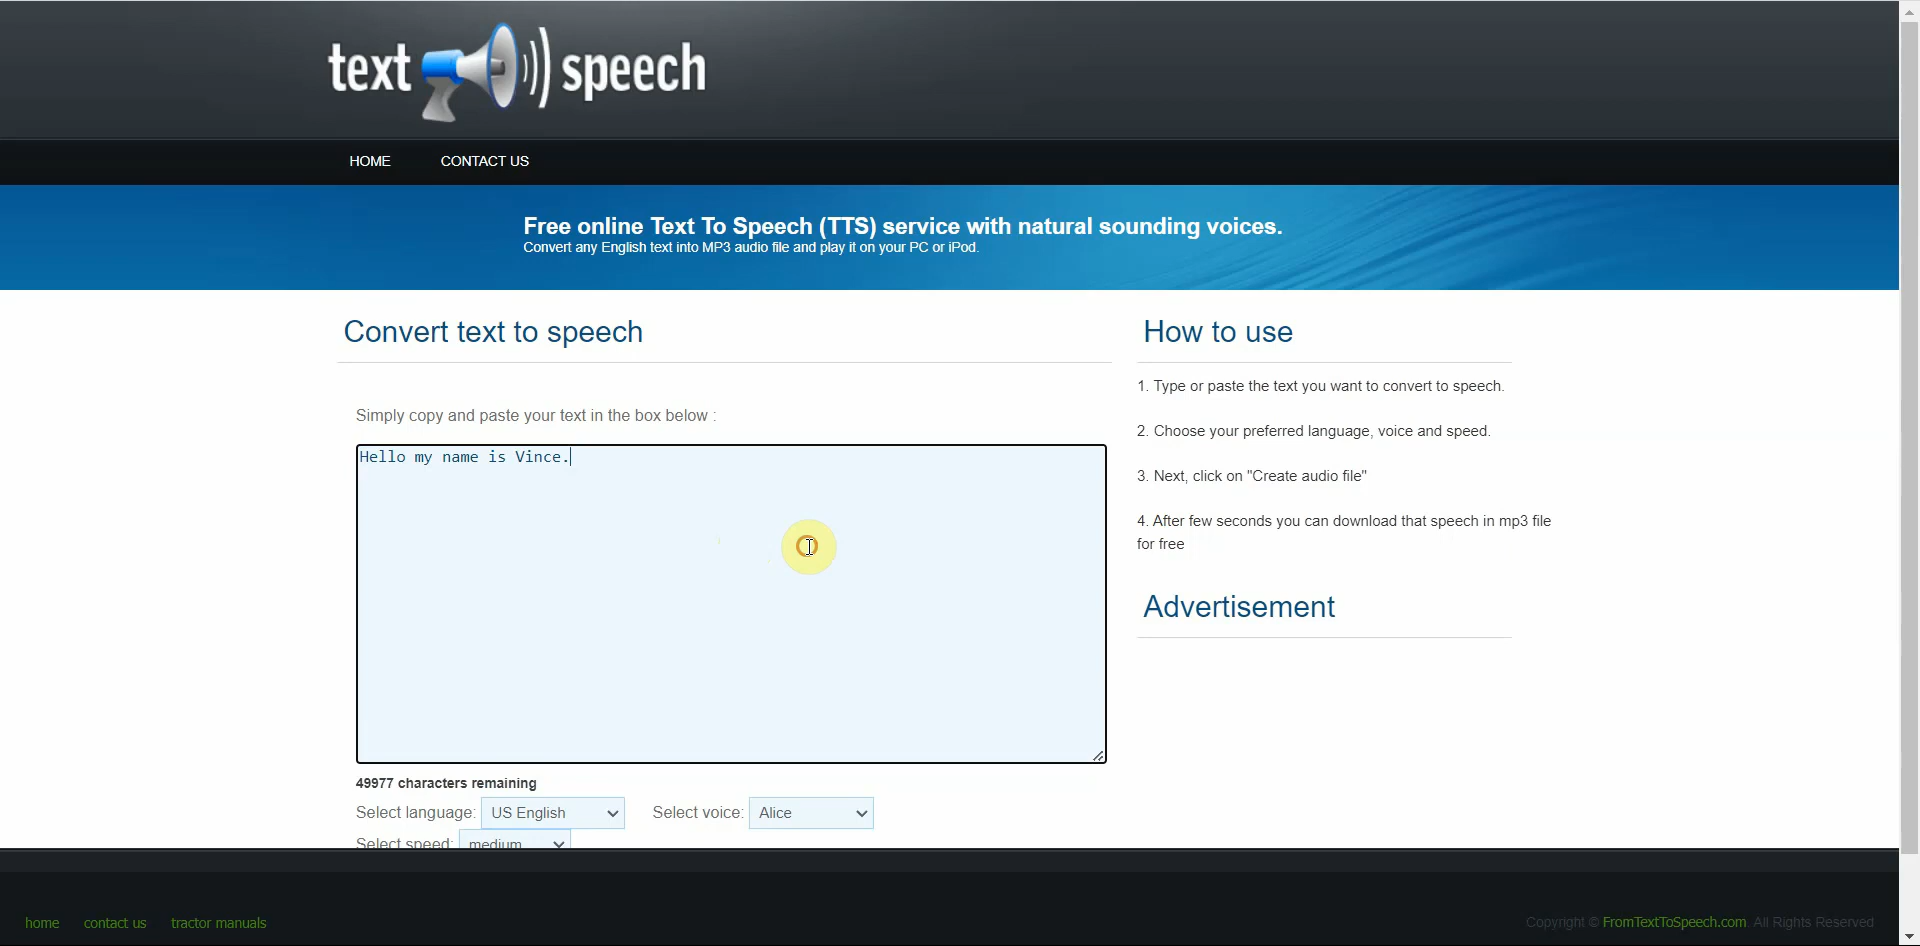 text speech
HOME CONTACT US
Free online Text To Speech (TTS) service with natural sounding voices.
Convert any English text into MP3 audio file and play it on your PC or iPod.
Convert text to speech
Simply copy and paste your text in the box below :
Hello my name is Vince.
49977 characters remaining
Select language: US English Select voice: Alice
Select speed: medium
How to use
1. Type or paste the text you want to convert to speech.
2. Choose your preferred language, voice and speed.
3. Next, click on "Create audio file"
4. After few seconds you can download that speech in mp3 file
for free
Advertisement
home contact us tractor manuals
Copyright © FromTextToSpeech.com. All Rights Reserved